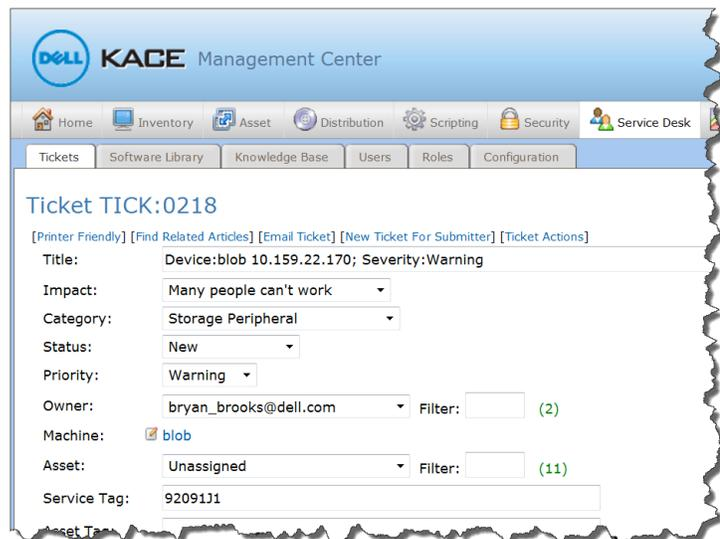 DELL KACE Management Center
Home Inventory Asset Distribution Scripting Security Service Desk
Tickets Software Library Knowledge Base Users Roles Configuration
Ticket TICK:0218
[Printer Friendly] [Find Related Articles] [Email Ticket] [New Ticket For Submitter] [Ticket Actions]
Title: Device:blob 10.159.22.170; Severity:Warning
Impact: Many people can't work
Category: Storage Peripheral
Status: New
Priority: Warning
Owner: bryan_brooks@dell.com Filter: (2)
Machine: blob
Asset: Unassigned Filter: (11)
Service Tag: 92091J1
Asset Tag: